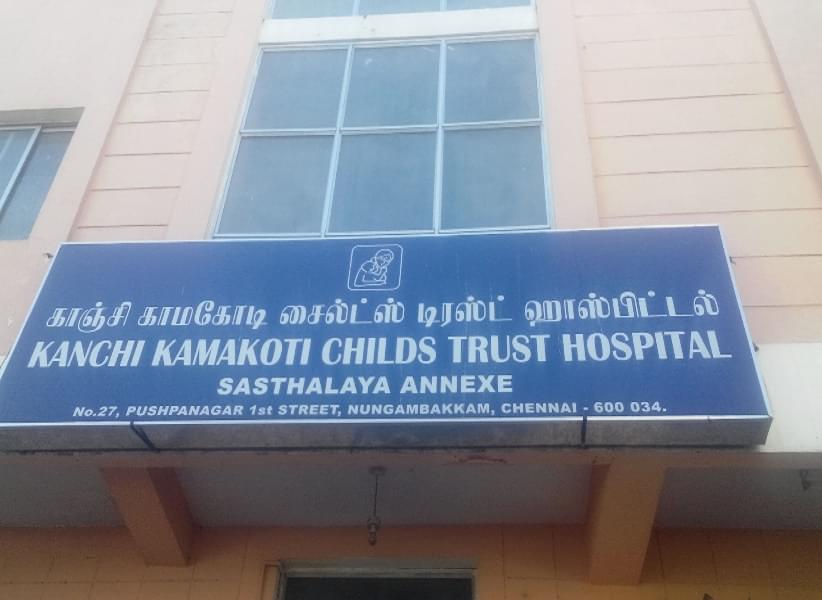 காஞ்சி காமகோடி சைல்ட்ஸ் டிரஸ்ட் ஹாஸ்பிட்டல்
KANCHI KAMAKOTI CHILDS TRUST HOSPITAL
SASTHALAYA ANNEXE
No.27, PUSHPANAGAR 1st STREET, NUNGAMBAKKAM, CHENNAI - 600 034.